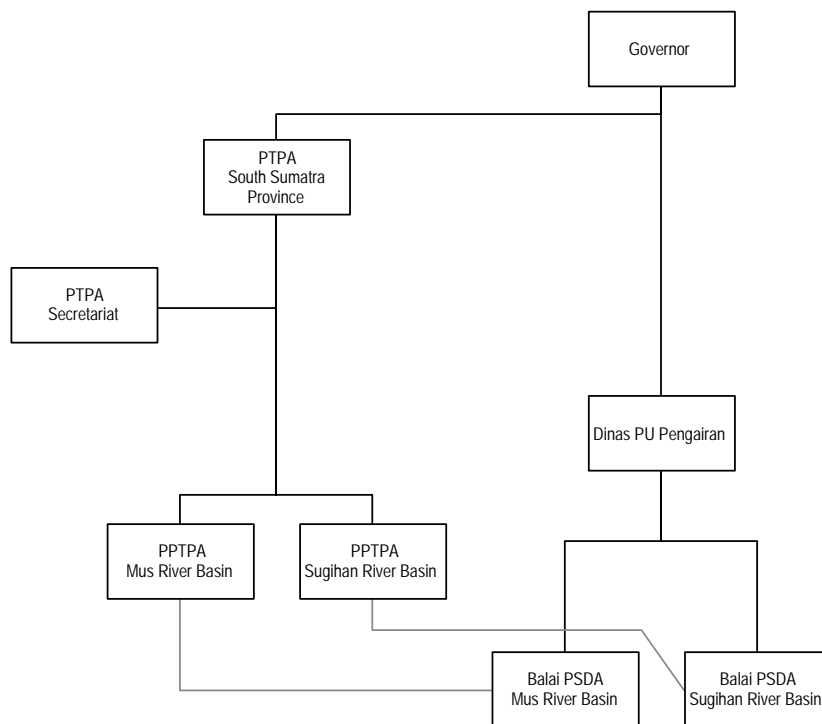 Governor
PTPA
South Sumatra
Province
PTPA
Secretariat
Dinas PU Pengairan
PPTPA
Mus River Basin
PPTPA
Sugihan River Basin
Balai PSDA
Mus River Basin
Balai PSDA
Sugihan River Basin